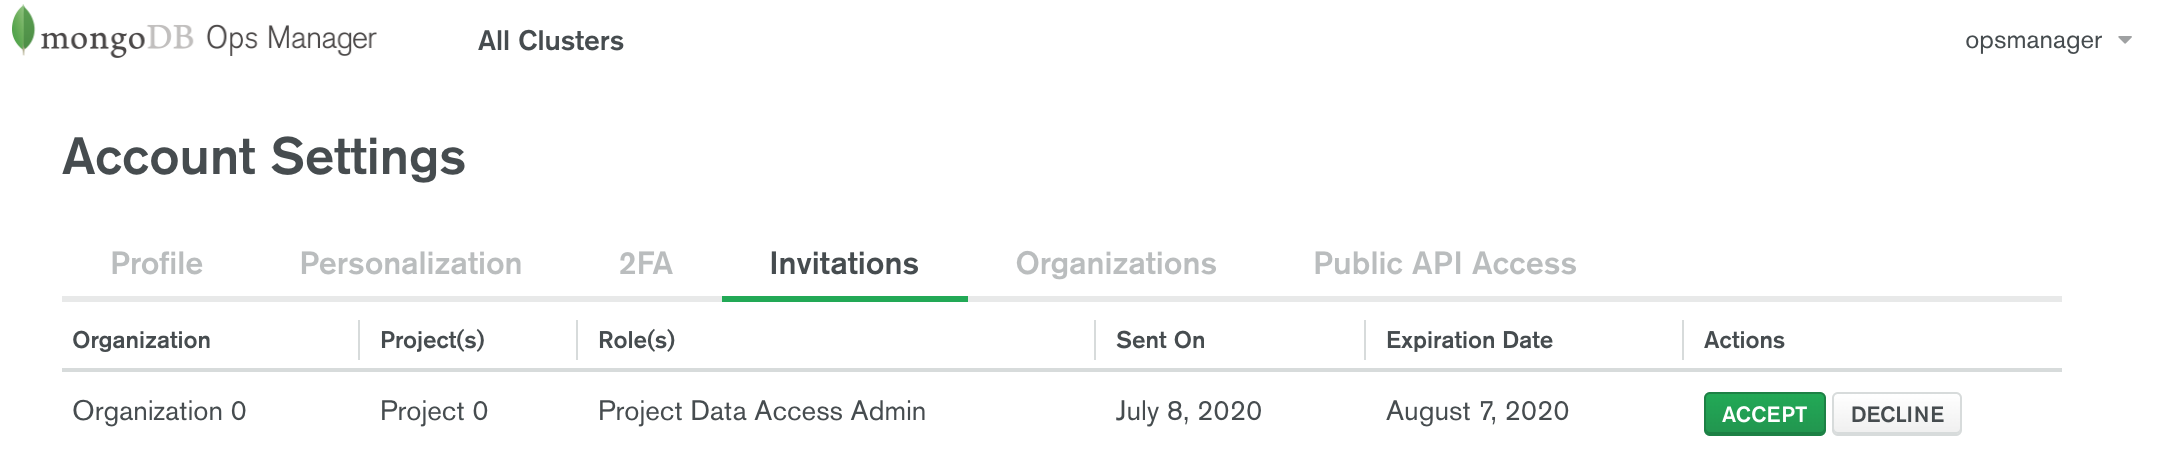 mongoDB Ops Manager All Clusters opsmanager
Account Settings
Profile Personalization 2FA Invitations Organizations Public API Access
Organization Project(s) Role(s) Sent On Expiration Date Actions
Organization 0 Project 0 Project Data Access Admin July 8, 2020 August 7, 2020 ACCEPT DECLINE